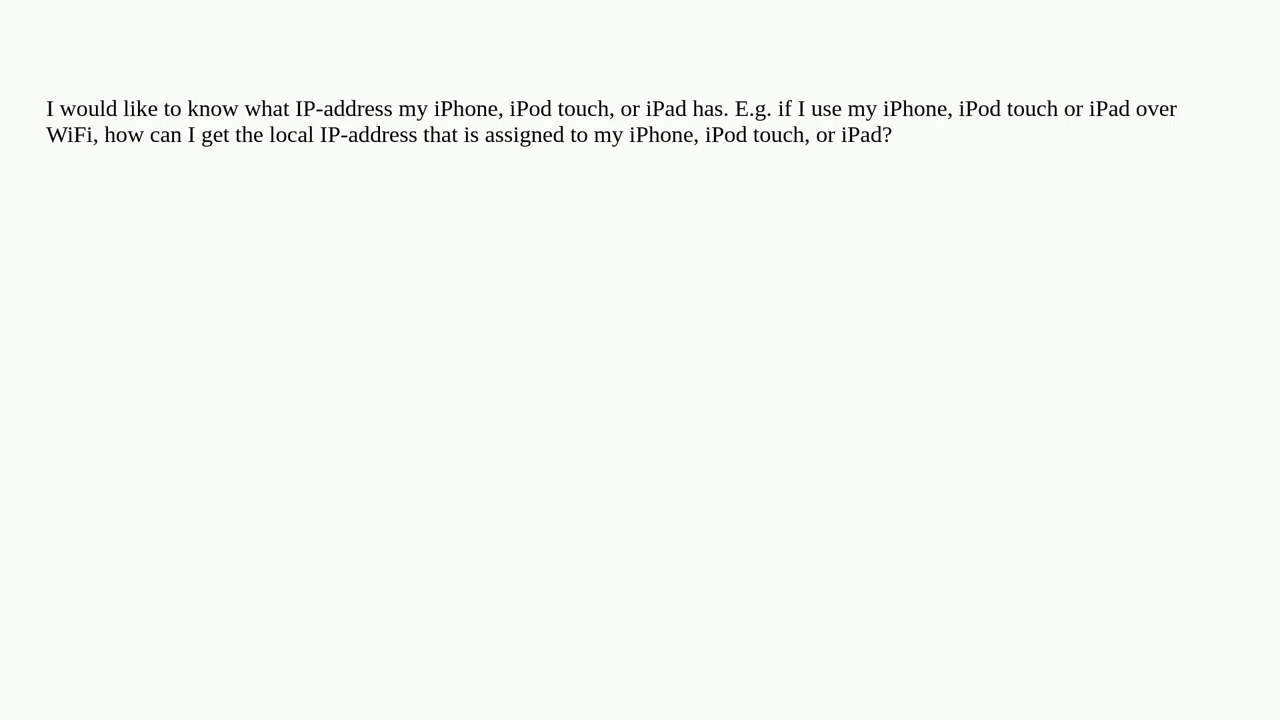 I would like to know what IP-address my iPhone, iPod touch, or iPad has. E.g. if I use my iPhone, iPod touch or iPad over
WiFi, how can I get the local IP-address that is assigned to my iPhone, iPod touch, or iPad?